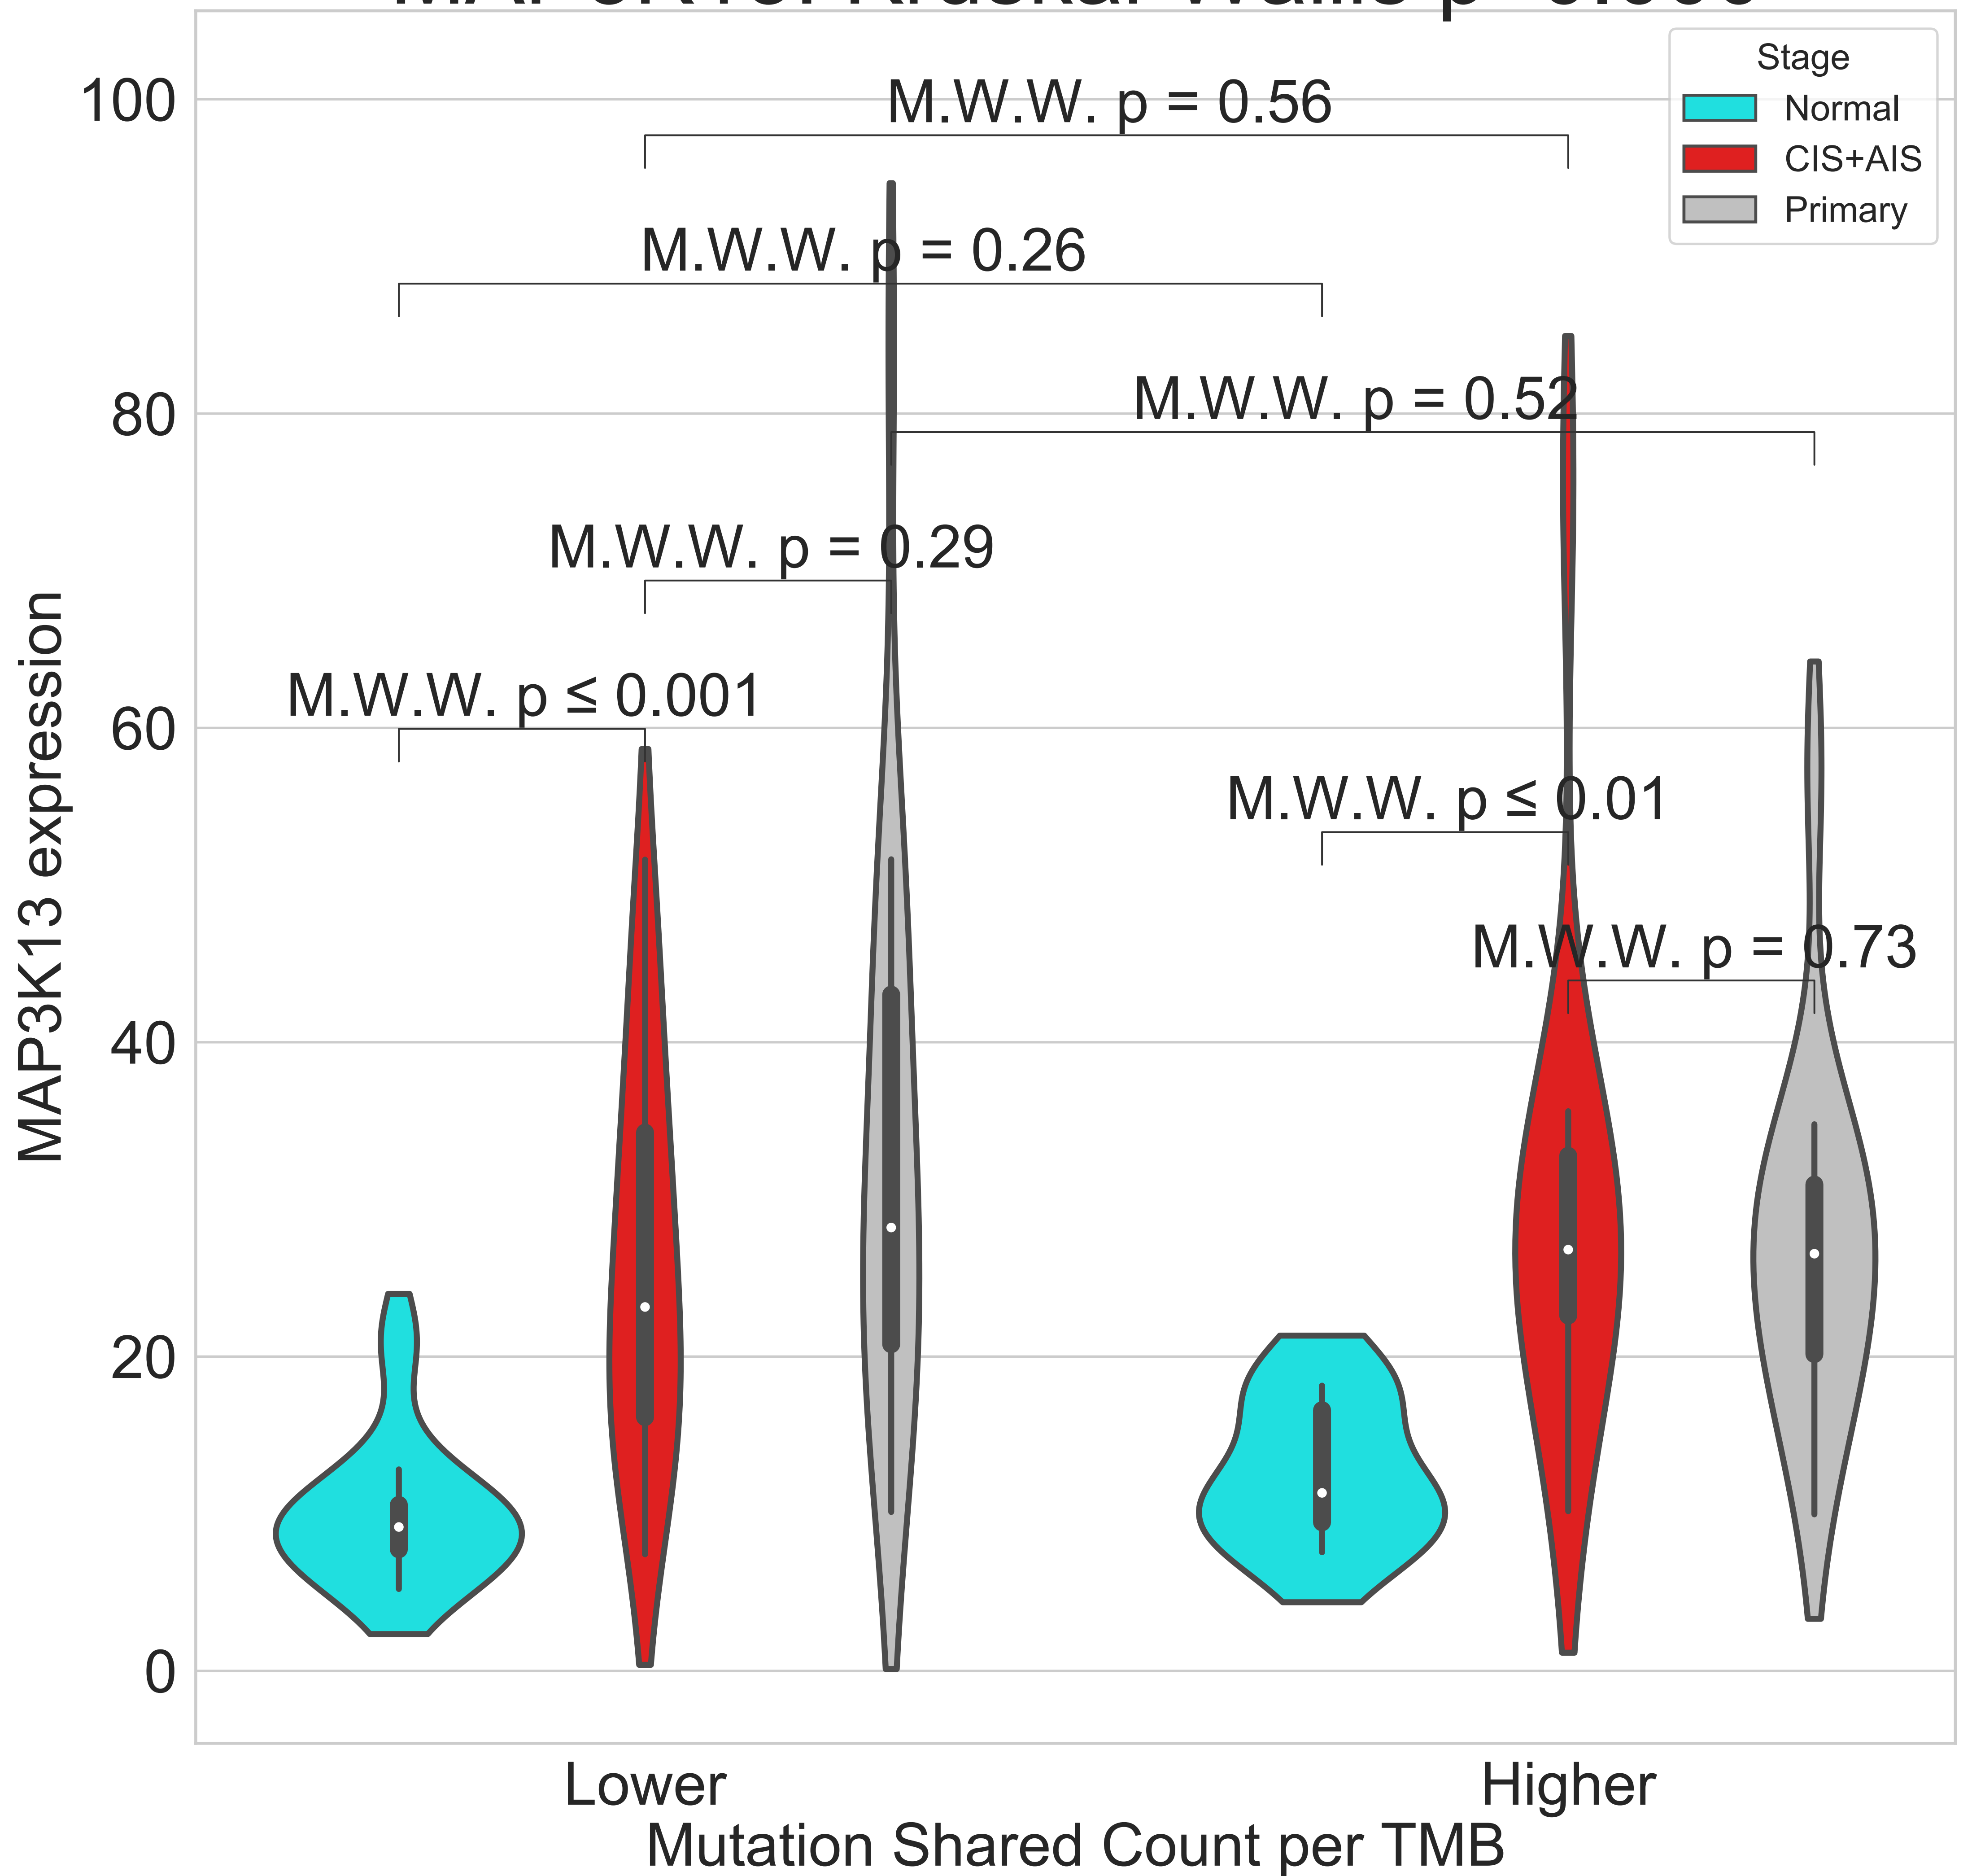 Stage
Normal
CIS+AIS
Primary
100
80
60
40
20
0
MAP3K13 expression
M.W.W. p = 0.56
M.W.W. p = 0.26
M.W.W. p = 0.52
M.W.W. p = 0.29
M.W.W. p ≤ 0.001
M.W.W. p ≤ 0.01
M.W.W. p = 0.73
Lower
Higher
Mutation Shared Count per TMB